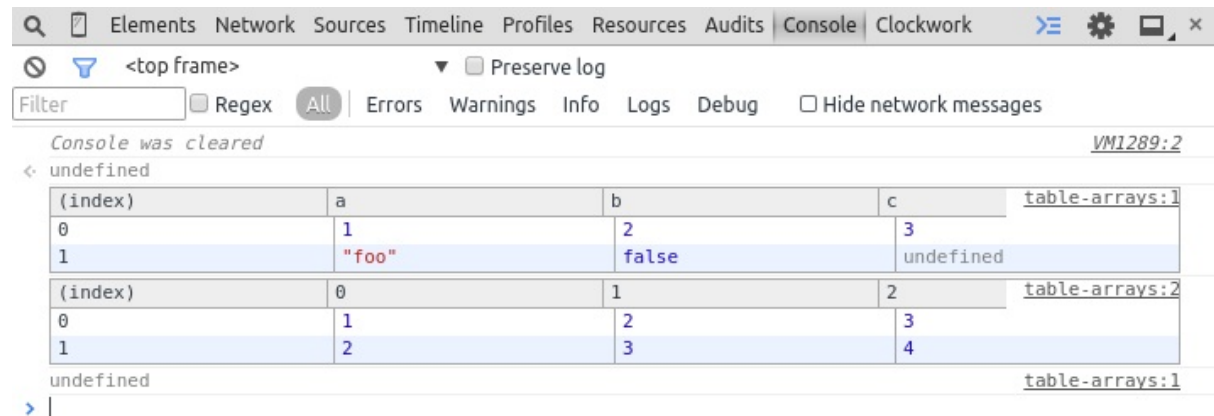 Elements Network Sources Timeline Profiles Resources Audits Console Clockwork
<top frame> Preserve log
Filter Regex All Errors Warnings Info Logs Debug Hide network messages
Console was cleared VM1289:2
undefined
(index) a b c table-arrays:1
0 1 2 3
1 "foo" false undefined
(index) 0 1 2 table-arrays:2
0 1 2 3
1 2 3 4
undefined table-arrays:1